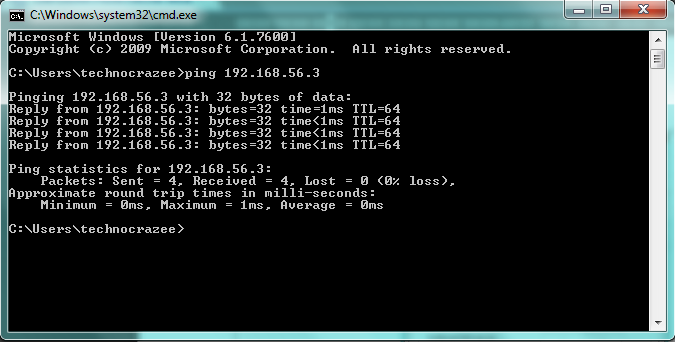 C:\Windows\system32\cmd.exe
Microsoft Windows [Version 6.1.7600]
Copyright (c) 2009 Microsoft Corporation.  All rights reserved.
C:\Users\technocrazee>ping 192.168.56.3
Pinging 192.168.56.3 with 32 bytes of data:
Reply from 192.168.56.3: bytes=32 time=1ms TTL=64
Reply from 192.168.56.3: bytes=32 time<1ms TTL=64
Reply from 192.168.56.3: bytes=32 time<1ms TTL=64
Reply from 192.168.56.3: bytes=32 time<1ms TTL=64
Ping statistics for 192.168.56.3:
    Packets: Sent = 4, Received = 4, Lost = 0 (0% loss),
Approximate round trip times in milli-seconds:
    Minimum = 0ms, Maximum = 1ms, Average = 0ms
C:\Users\technocrazee>